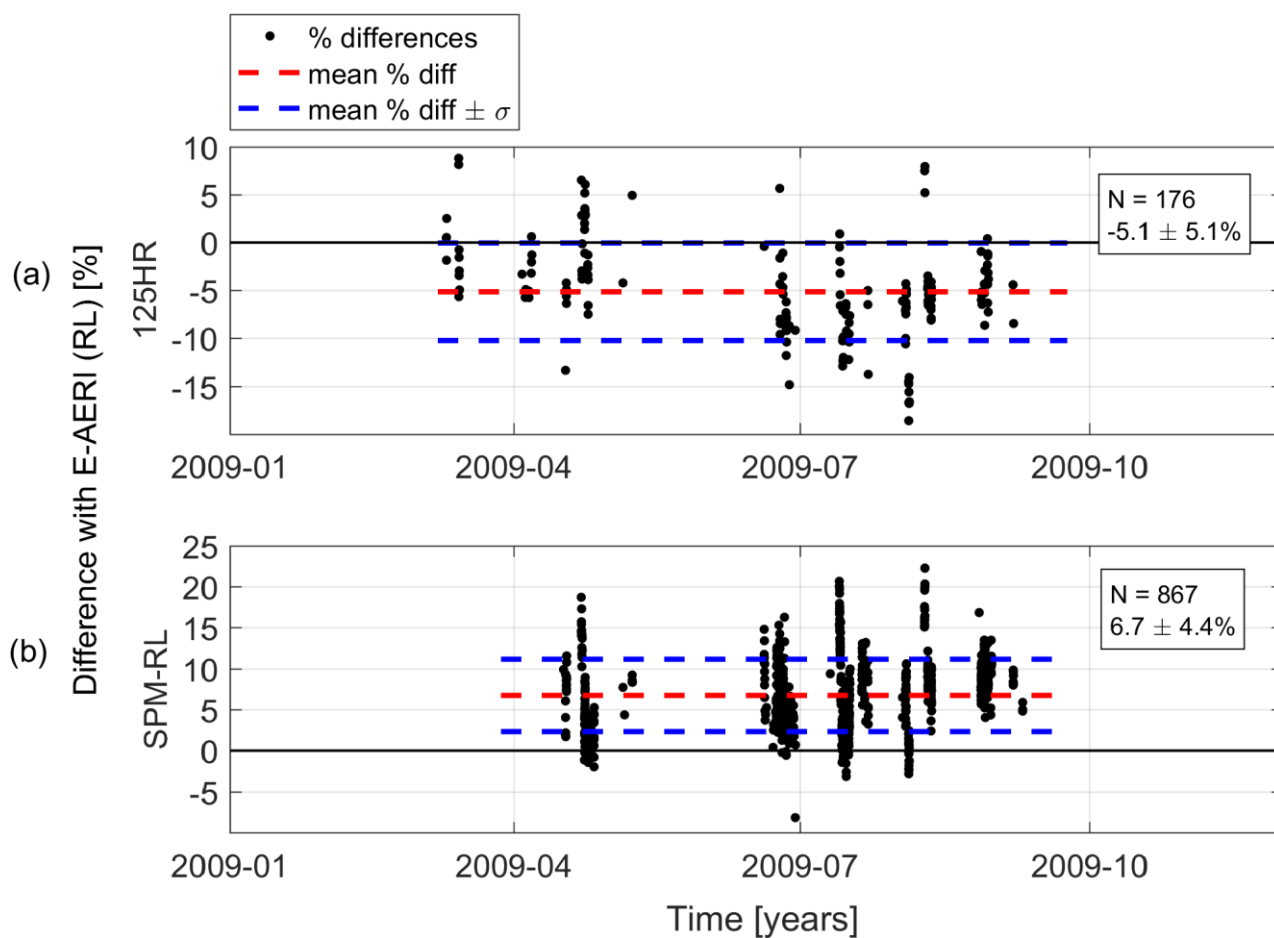 % differences
mean % diff
mean % diff ± σ
Difference with E-AERI (RL) [%]
(a)
125HR
10
5
0
-5
-10
-15
N = 176
-5.1 ± 5.1%
2009-01 2009-04 2009-07 2009-10
(b)
SPM-RL
25
20
15
10
5
0
-5
N = 867
6.7 ± 4.4%
2009-01 2009-04 2009-07 2009-10
Time [years]